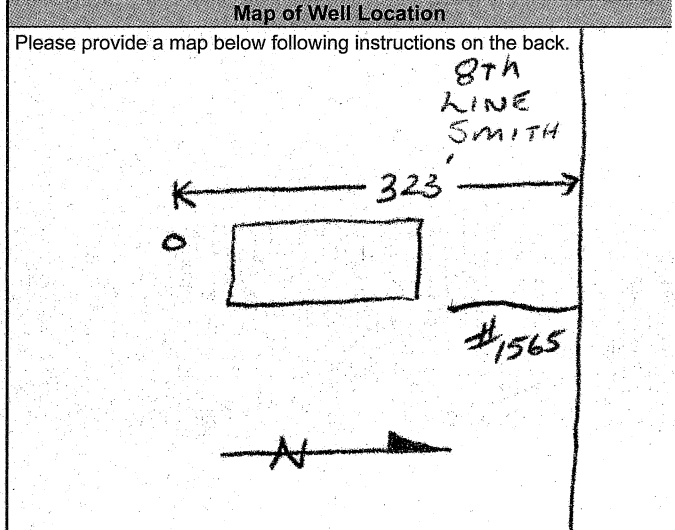 Map of Well Location
Please provide a map below following instructions on the back.
8Th
LINE
SMITH
323'
#1565
N